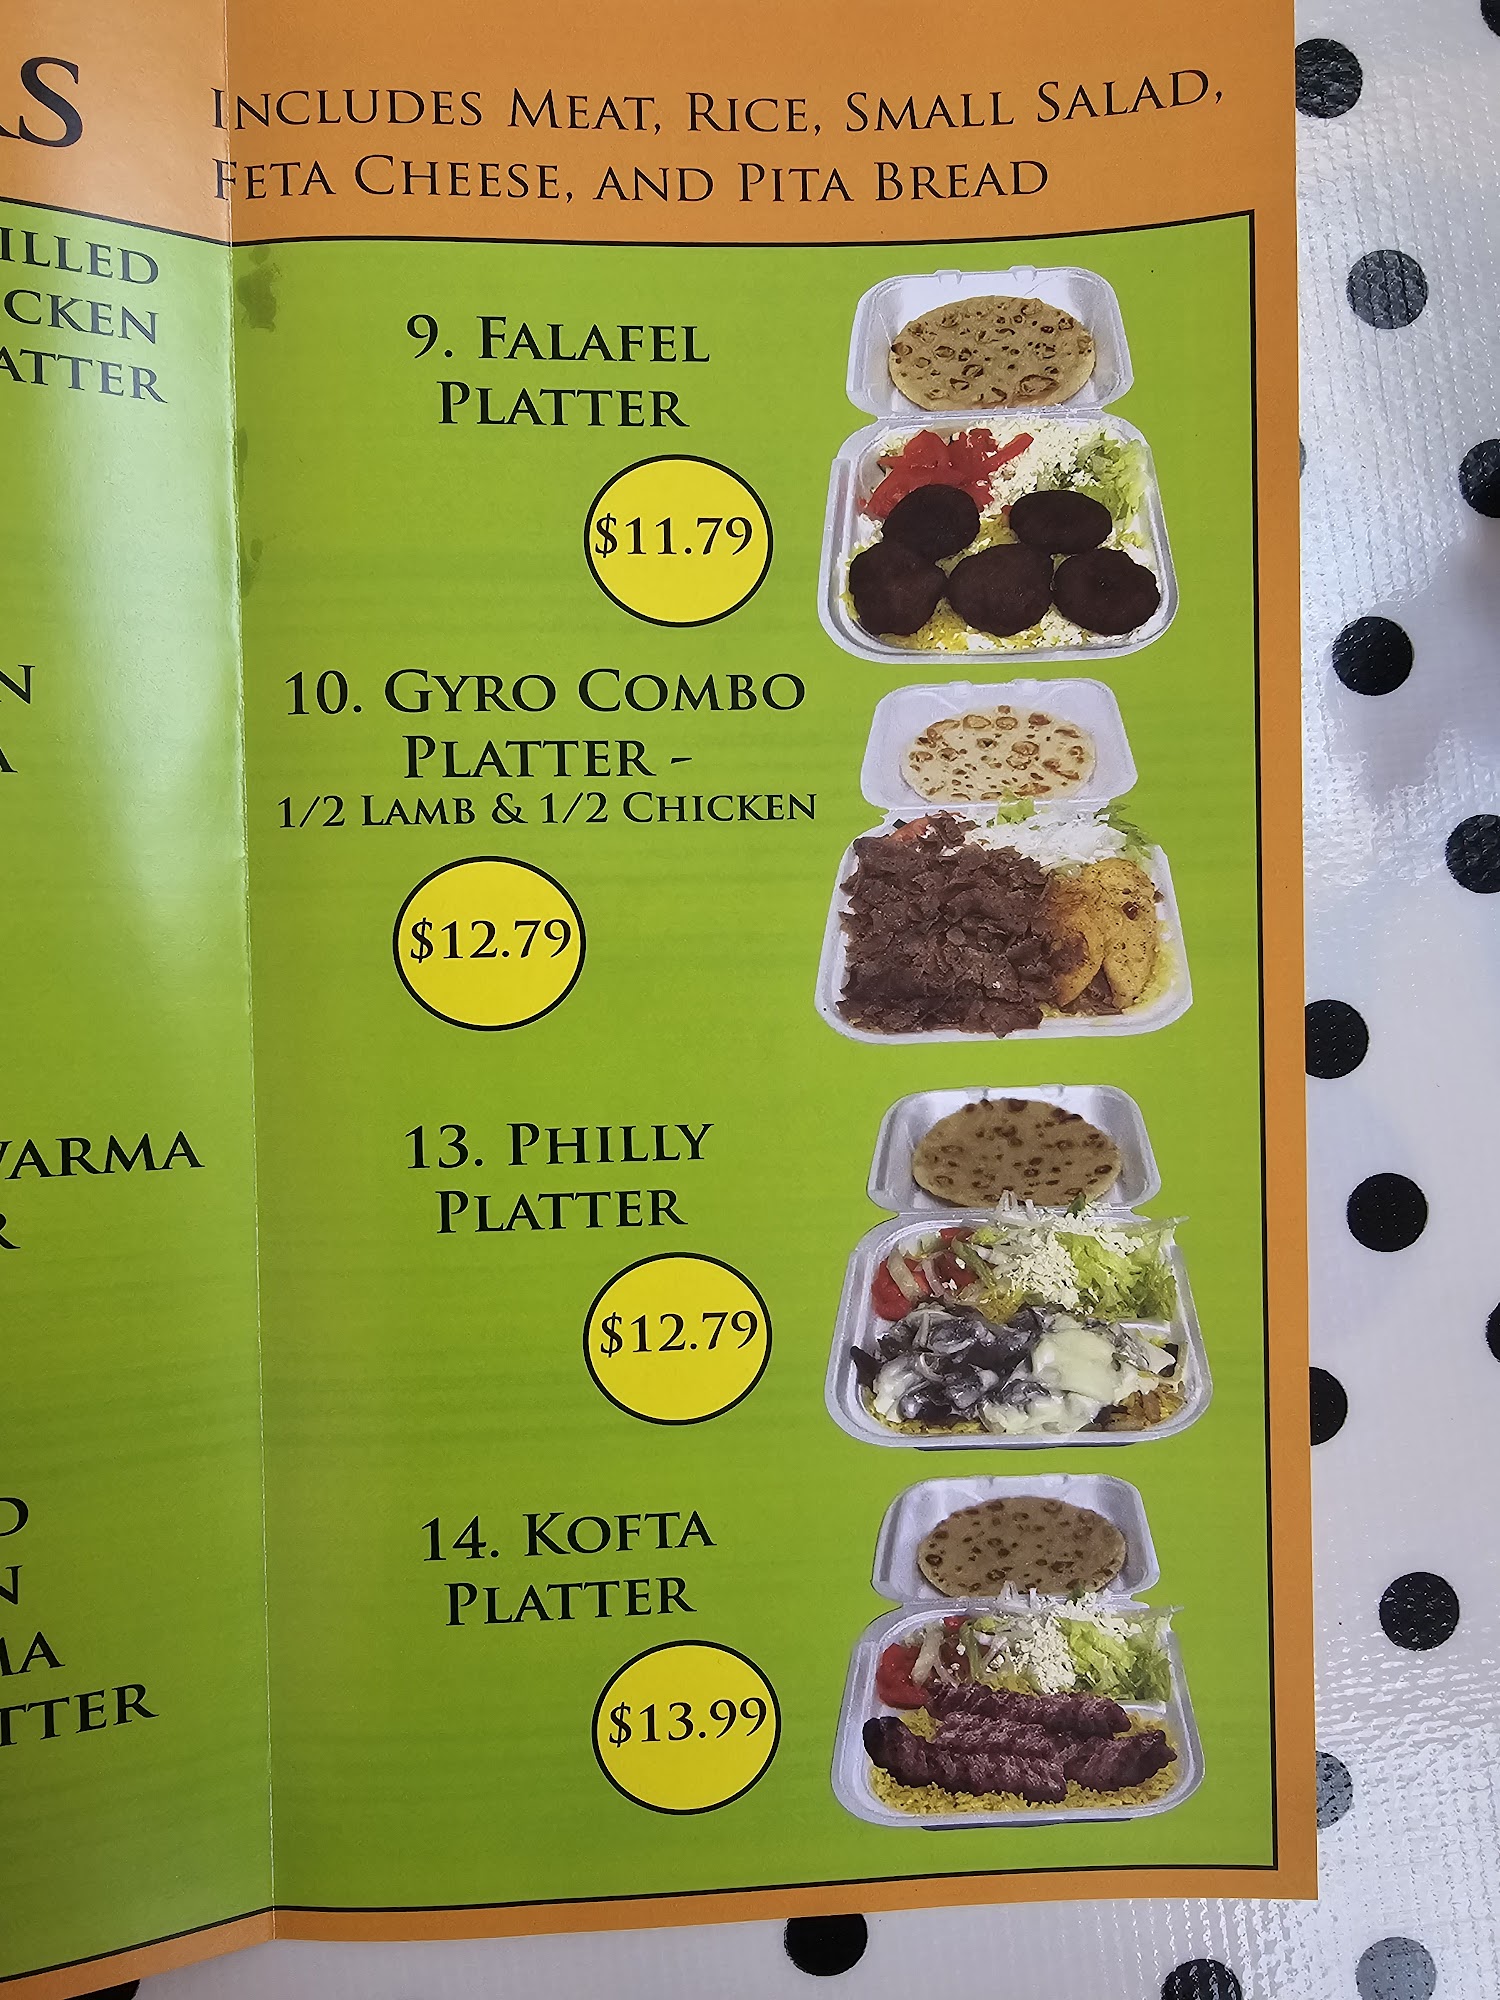 INCLUDES MEAT, RICE, SMALL SALAD,
FETA CHEESE, AND PITA BREAD
9. FALAFEL
PLATTER
$11.79
10. GYRO COMBO
PLATTER -
1/2 LAMB & 1/2 CHICKEN
$12.79
13. PHILLY
PLATTER
$12.79
14. KOFTA
PLATTER
$13.99